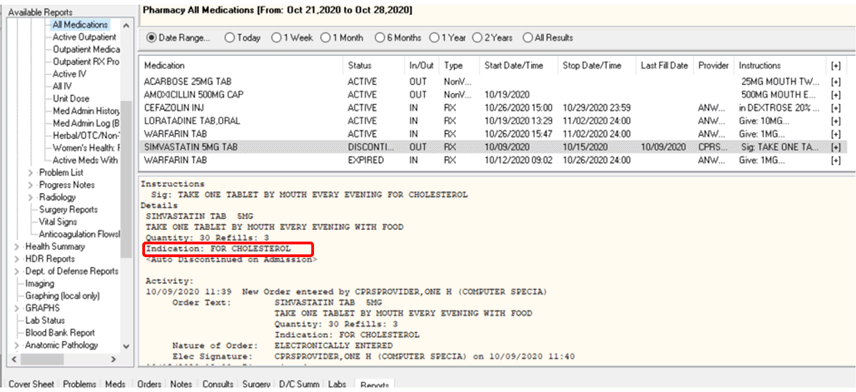 Available Reports
All Medications
Active Outpatient
Outpatient Medica
Outpatient RX Pro
Active IV
All IV
Unit Dose
Med Admin History
Med Admin Log (B
Herbal/OTC/Non-
Women's Health: F
Active Meds With
Problem List
Progress Notes
Radiology
Surgery Reports
Vital Signs
Anticoagulation Flows
Health Summary
HDR Reports
Dept. of Defense Reports
Imaging
Graphing (local only)
GRAPHS
Lab Status
Blood Bank Report
Anatomic Pathology
Pharmacy All Medications [From: Oct 21,2020 to Oct 28,2020]
Date Range... Today 1 Week 1 Month 6 Months 1 Year 2 Years All Results
Medication Status In/Out Type Start Date/Time Stop Date/Time Last Fill Date Provider Instructions [+]
ACARBOSE 25MG TAB ACTIVE OUT NonV... 25MG MOUTH TW... [+]
AMOXICILLIN 500MG CAP ACTIVE OUT NonV... 10/19/2020 500MG MOUTH E... [+]
CEFAZOLIN INJ ACTIVE IN RX 10/26/2020 15:00 10/29/2020 23:59 ANW... in DEXTROSE 20% ... [+]
LORATADINE TAB,ORAL ACTIVE IN RX 10/19/2020 13:29 11/02/2020 24:00 ANW... Give: 10MG... [+]
WARFARIN TAB ACTIVE IN RX 10/26/2020 15:47 11/02/2020 24:00 ANW... Give: 1MG... [+]
SIMVASTATIN 5MG TAB DISCONTI... OUT RX 10/09/2020 10/15/2020 10/09/2020 CPRS... Sig: TAKE ONE TA... [+]
WARFARIN TAB EXPIRED IN RX 10/12/2020 09:02 10/26/2020 24:00 ANW... Give: 1MG... [+]
Instructions
Sig: TAKE ONE TABLET BY MOUTH EVERY EVENING FOR CHOLESTEROL
Details
SIMVASTATIN TAB 5MG
TAKE ONE TABLET BY MOUTH EVERY EVENING WITH FOOD
Quantity: 30 Refills: 3
Indication: FOR CHOLESTEROL
<Auto Discontinued on Admission>
Activity:
10/09/2020 11:39 New Order entered by CPRSPROVIDER,ONE H (COMPUTER SPECIA)
Order Text: SIMVASTATIN TAB 5MG
TAKE ONE TABLET BY MOUTH EVERY EVENING WITH FOOD
Quantity: 30 Refills: 3
Indication: FOR CHOLESTEROL
Nature of Order: ELECTRONICALLY ENTERED
Elec Signature: CPRSPROVIDER,ONE H (COMPUTER SPECIA) on 10/09/2020 11:40
Cover Sheet Problems Meds Orders Notes Consults Surgery D/C Summ Labs Reports